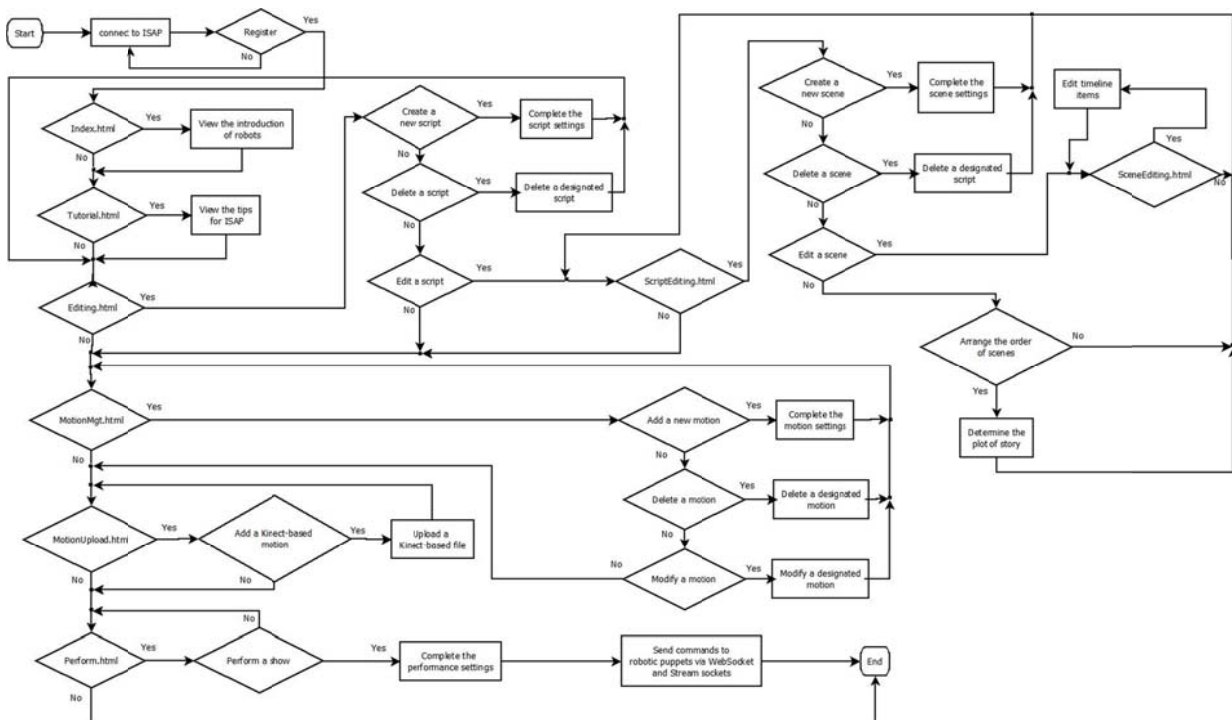 Start
connect to ISAP
Register
Yes
No
Index.html
Yes
View the introduction
of robots
No
Tutorial.html
Yes
View the tips
for ISAP
No
Editing.html
Yes
No
Create a
new script
Yes
Complete the
script settings
No
Delete a script
Yes
Delete a designated
script
No
Edit a script
Yes
No
ScriptEditing.html
Yes
No
Create a
new scene
Yes
Complete the
scene settings
No
Delete a scene
Yes
Delete a designated
script
No
Edit a scene
Yes
No
Edit timeline
items
Yes
SceneEditing.html
No
Arrange the order
of scenes
No
Yes
Determine the
plot of story
MotionMgt.html
Yes
No
Add a new motion
Yes
Complete the
motion settings
No
Delete a motion
Yes
Delete a designated
motion
No
Modify a motion
Yes
Modify a designated
motion
No
MotionUpload.html
Yes
Add a Kinect-based
motion
Yes
Upload a
Kinect-based file
No
No
Perform.html
Yes
Perform a show
No
Yes
Complete the
performance settings
Send commands to
robotic puppets via WebSocket
and Stream sockets
End
No